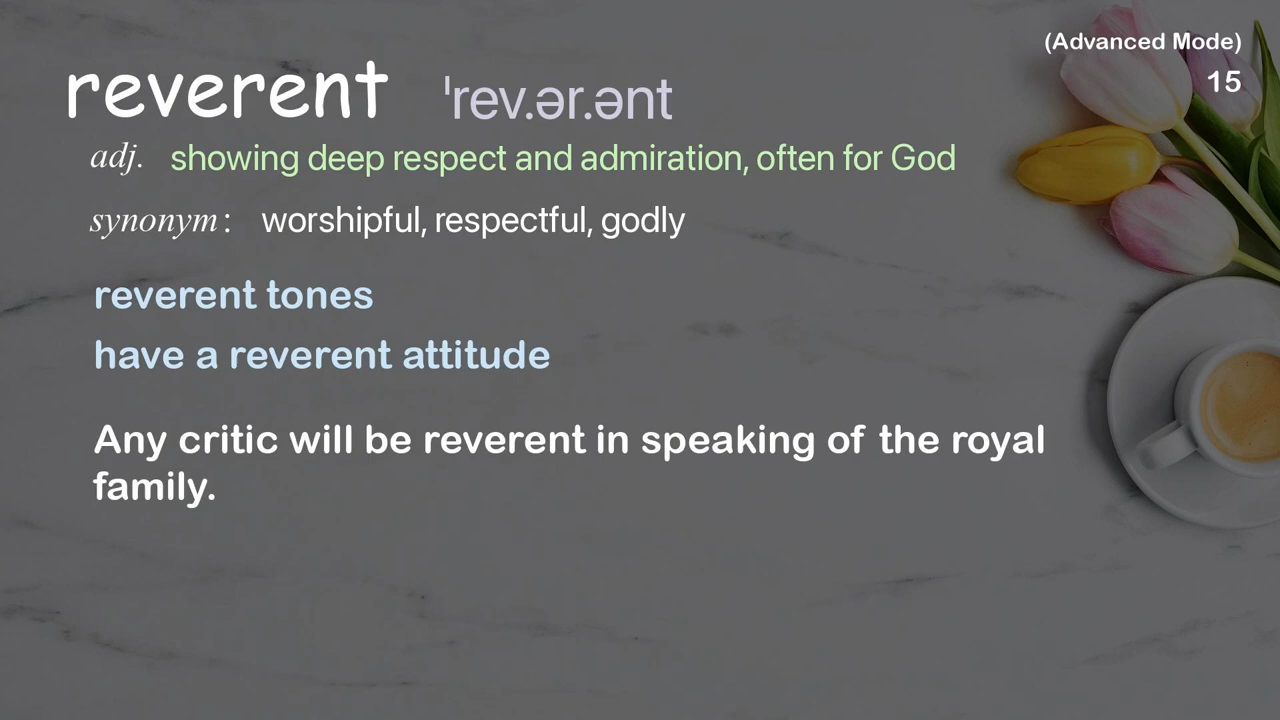 (Advanced Mode)
15
reverent ˈrev.ər.ənt
adj. showing deep respect and admiration, often for God
synonym : worshipful, respectful, godly
reverent tones
have a reverent attitude
Any critic will be reverent in speaking of the royal
family.